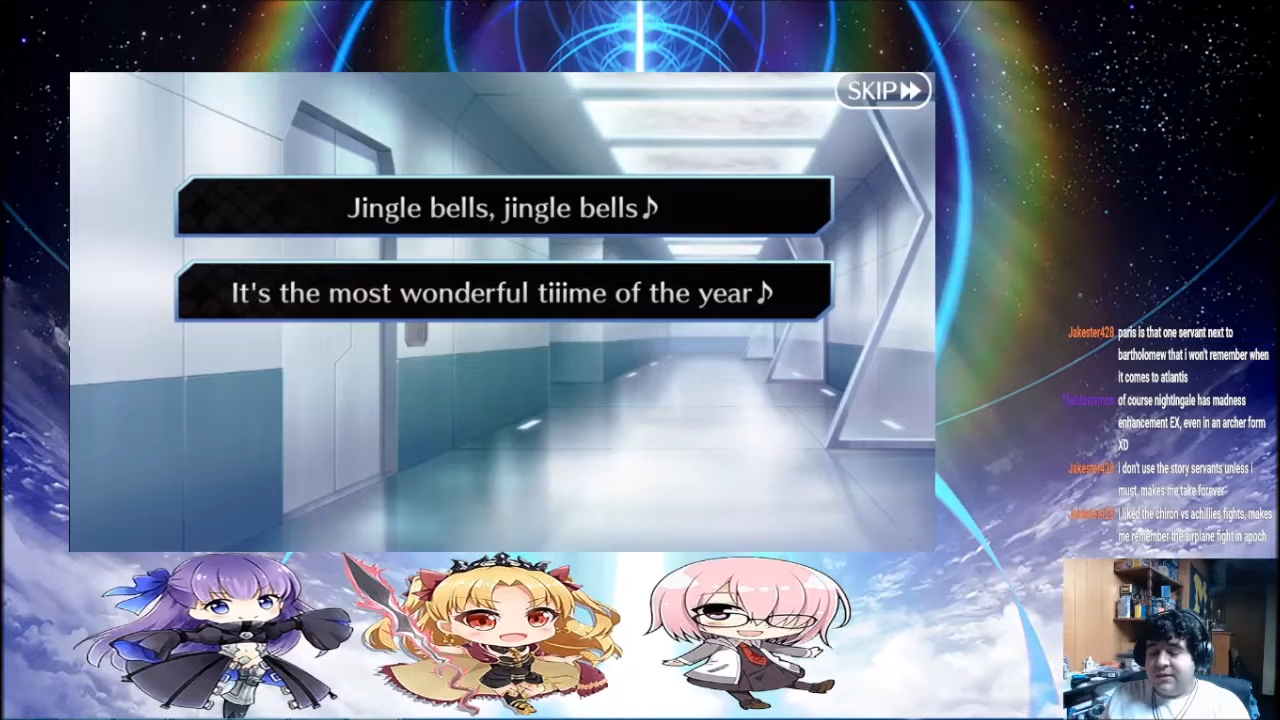 SKIP
Jingle bells, jingle bells♪
It's the most wonderful tiiime of the year♪
Jakester428 paris is that one servant next to
bartholomew that i won't remember when
it comes to atlantis
of course nightingale has madness
enhancement EX, even in an archer form
XD
Jakester428 i don't use the story servants unless i
must, makes me take forever
i liked the chiron vs achillies fights, makes
me remember the airplane fight in apoch